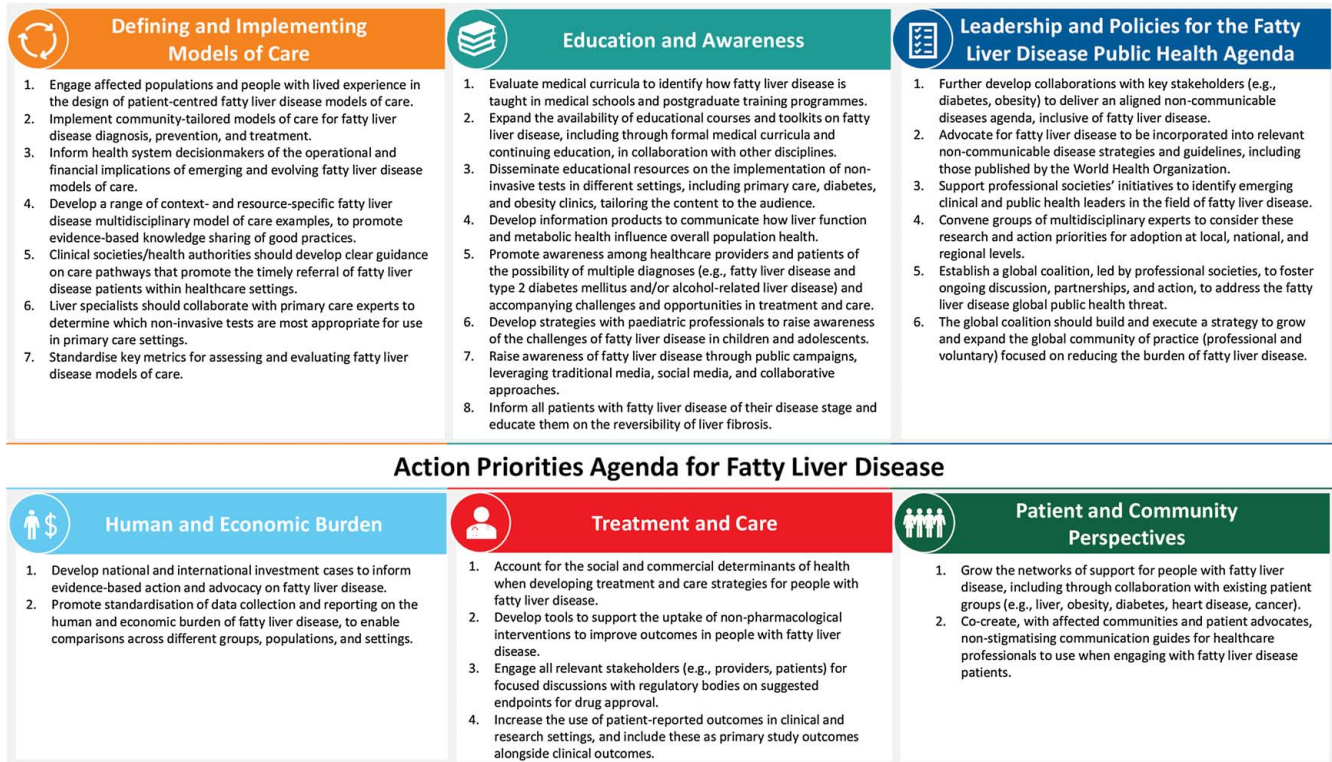 Defining and Implementing
Models of Care
1. Engage affected populations and people with lived experience in
the design of patient-centred fatty liver disease models of care.
2. Implement community-tailored models of care for fatty liver
disease diagnosis, prevention, and treatment.
3. Inform health system decisionmakers of the operational and
financial implications of emerging and evolving fatty liver disease
models of care.
4. Develop a range of context- and resource-specific fatty liver
disease multidisciplinary model of care examples, to promote
evidence-based knowledge sharing of good practices.
5. Clinical societies/health authorities should develop clear guidance
on care pathways that promote the timely referral of fatty liver
disease patients within healthcare settings.
6. Liver specialists should collaborate with primary care experts to
determine which non-invasive tests are most appropriate for use
in primary care settings.
7. Standardise key metrics for assessing and evaluating fatty liver
disease models of care.
Education and Awareness
1. Evaluate medical curricula to identify how fatty liver disease is
taught in medical schools and postgraduate training programmes.
2. Expand the availability of educational courses and toolkits on fatty
liver disease, including through formal medical curricula and
continuing education, in collaboration with other disciplines.
3. Disseminate educational resources on the implementation of non-
invasive tests in different settings, including primary care, diabetes,
and obesity clinics, tailoring the content to the audience.
4. Develop information products to communicate how liver function
and metabolic health influence overall population health.
5. Promote awareness among healthcare providers and patients of
the possibility of multiple diagnoses (e.g., fatty liver disease and
type 2 diabetes mellitus and/or alcohol-related liver disease) and
accompanying challenges and opportunities in treatment and care.
6. Develop strategies with paediatric professionals to raise awareness
of the challenges of fatty liver disease in children and adolescents.
7. Raise awareness of fatty liver disease through public campaigns,
leveraging traditional media, social media, and collaborative
approaches.
8. Inform all patients with fatty liver disease of their disease stage and
educate them on the reversibility of liver fibrosis.
Leadership and Policies for the Fatty
Liver Disease Public Health Agenda
1. Further develop collaborations with key stakeholders (e.g.,
diabetes, obesity) to deliver an aligned non-communicable
diseases agenda, inclusive of fatty liver disease.
2. Advocate for fatty liver disease to be incorporated into relevant
non-communicable disease strategies and guidelines, including
those published by the World Health Organization.
3. Support professional societies' initiatives to identify emerging
clinical and public health leaders in the field of fatty liver disease.
4. Convene groups of multidisciplinary experts to consider these
research and action priorities for adoption at local, national, and
regional levels.
5. Establish a global coalition, led by professional societies, to foster
ongoing discussion, partnerships, and action, to address the fatty
liver disease global public health threat.
6. The global coalition should build and execute a strategy to grow
and expand the global community of practice (professional and
voluntary) focused on reducing the burden of fatty liver disease.
Action Priorities Agenda for Fatty Liver Disease
Human and Economic Burden
1. Develop national and international investment cases to inform
evidence-based action and advocacy on fatty liver disease.
2. Promote standardisation of data collection and reporting on the
human and economic burden of fatty liver disease, to enable
comparisons across different groups, populations, and settings.
Treatment and Care
1. Account for the social and commercial determinants of health
when developing treatment and care strategies for people with
fatty liver disease.
2. Develop tools to support the uptake of non-pharmacological
interventions to improve outcomes in people with fatty liver
disease.
3. Engage all relevant stakeholders (e.g., providers, patients) for
focused discussions with regulatory bodies on suggested
endpoints for drug approval.
4. Increase the use of patient-reported outcomes in clinical and
research settings, and include these as primary study outcomes
alongside clinical outcomes.
Patient and Community
Perspectives
1. Grow the networks of support for people with fatty liver
disease, including through collaboration with existing patient
groups (e.g., liver, obesity, diabetes, heart disease, cancer).
2. Co-create, with affected communities and patient advocates,
non-stigmatising communication guides for healthcare
professionals to use when engaging with fatty liver disease
patients.